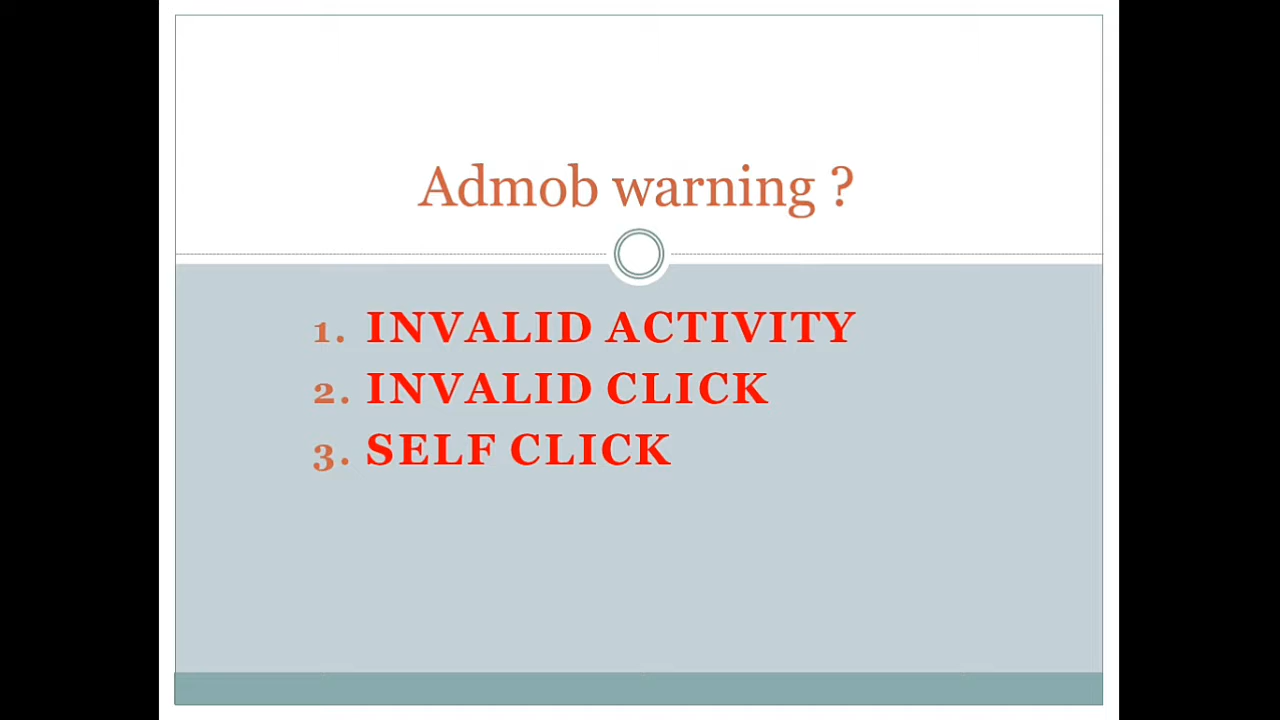 Admob warning ?
1. INVALID ACTIVITY
2. INVALID CLICK
3. SELF CLICK